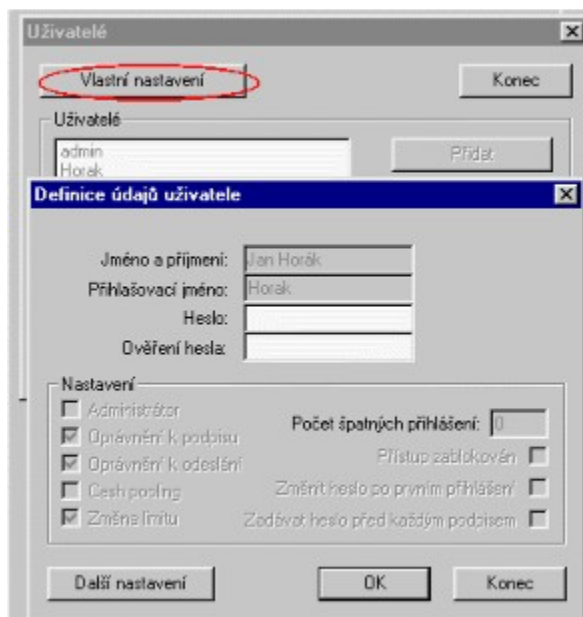 Uživatelé
Vlastní nastavení
Konec
Uživatelé
admin
Horak
Přidat
Definice údajů uživatele
Jméno a příjmení: Jan Horák
Přihlašovací jméno: Horak
Heslo:
Ověření hesla:
Nastavení
Administrátor
Oprávnění k podpisu
Oprávnění k odeslání
Cash pooling
Změna limitu
Počet špatných přihlášení: 0
Přístup zablokován
Změnit heslo po prvním přihlášení
Zadávat heslo před každým podpisem
Další nastavení
OK
Konec